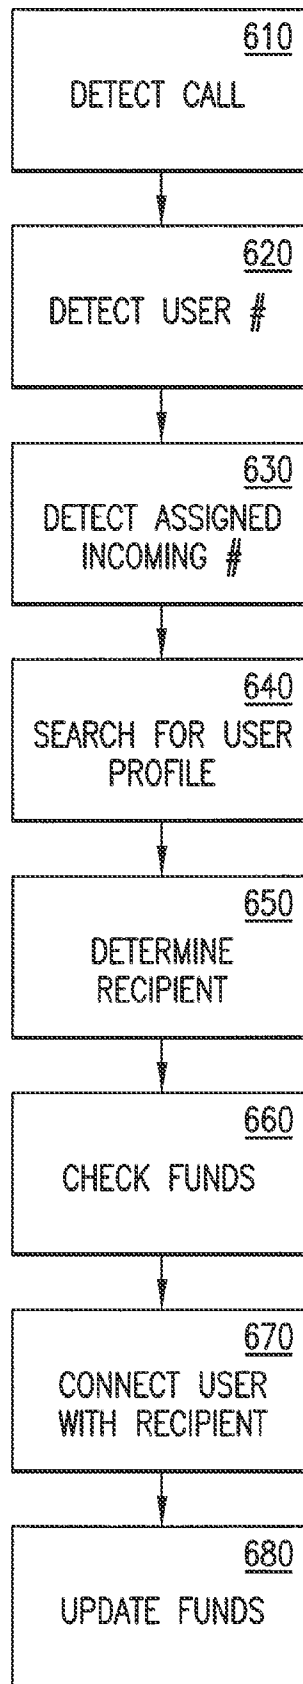 610
DETECT CALL
620
DETECT USER #
630
DETECT ASSIGNED
INCOMING #
640
SEARCH FOR USER
PROFILE
650
DETERMINE
RECIPIENT
660
CHECK FUNDS
670
CONNECT USER
WITH RECIPIENT
680
UPDATE FUNDS